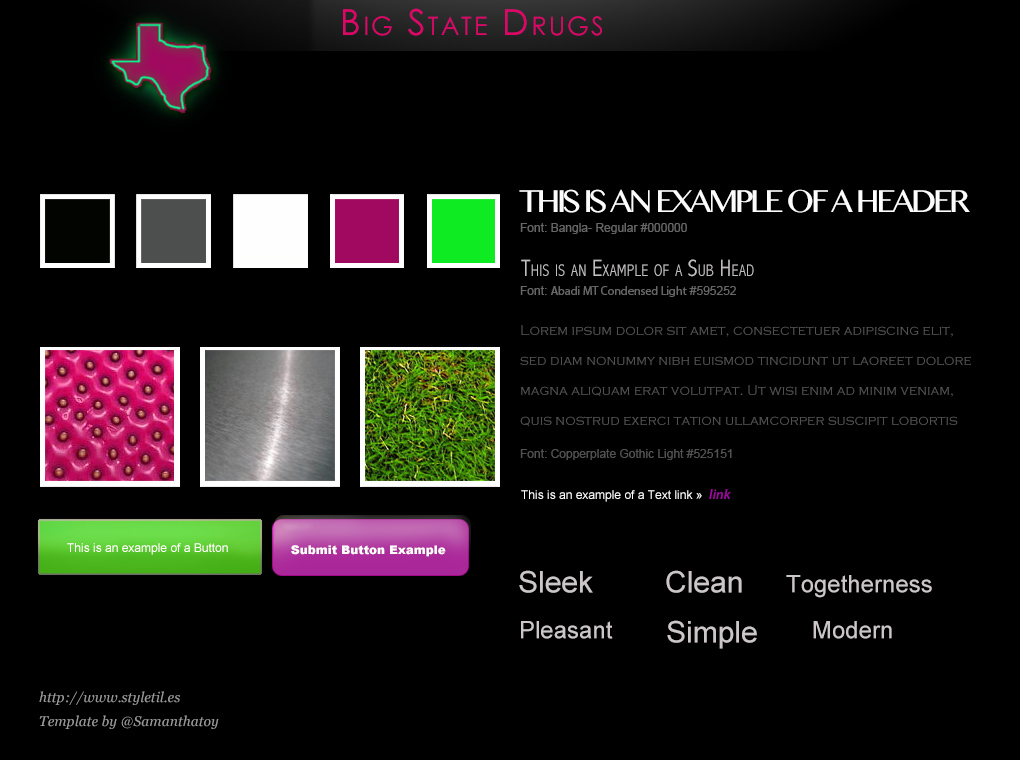 Big State Drugs
THIS IS AN EXAMPLE OF A HEADER
Font: Bangla- Regular #000000
This is an Example of a Sub Head
Font: Abadi MT Condensed Light #595252
Lorem ipsum dolor sit amet, consectetuer adipiscing elit,
sed diam nonummy nibh euismod tincidunt ut laoreet dolore
magna aliquam erat volutpat. Ut wisi enim ad minim veniam,
quis nostrud exerci tation ullamcorper suscipit lobortis
Font: Copperplate Gothic Light #525151
This is an example of a Text link » link
This is an example of a Button
Submit Button Example
Sleek Clean Togetherness
Pleasant Simple Modern
http://www.styletil.es
Template by @Samanthatoy